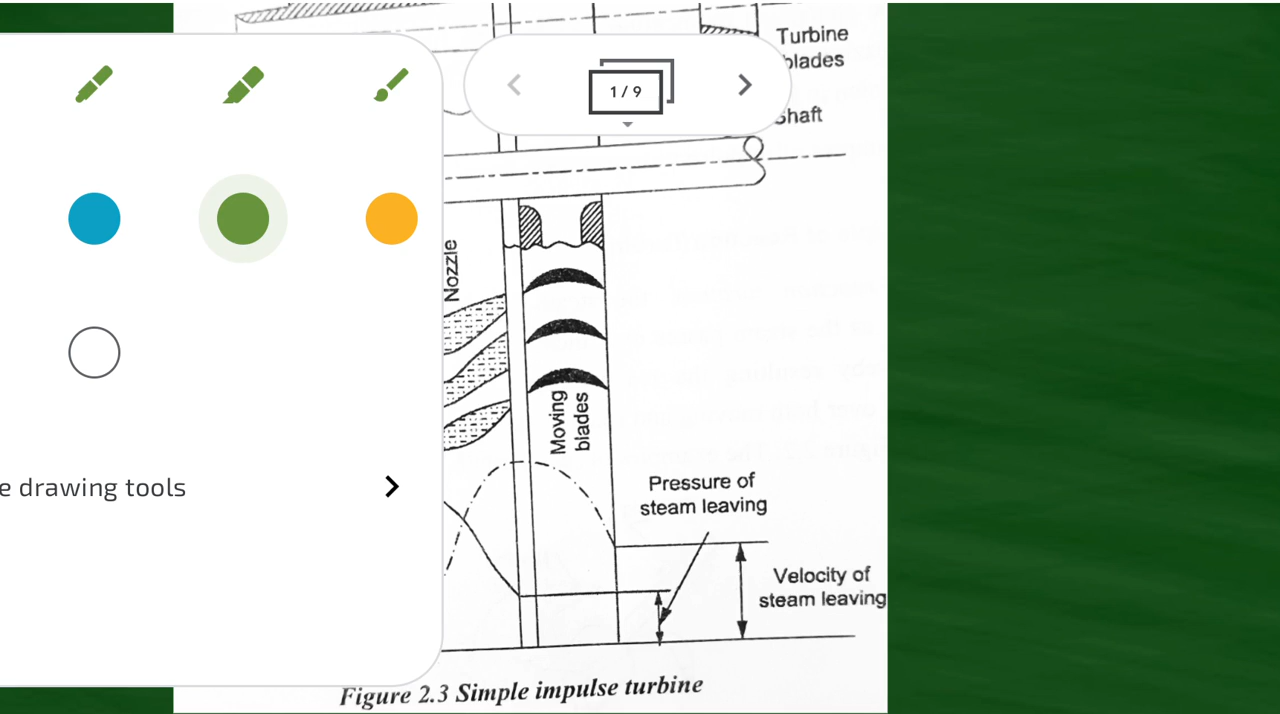 Turbine
blades
Shaft
1 / 9
Nozzle
Moving
blades
e drawing tools
Pressure of
steam leaving
Velocity of
steam leaving
Figure 2.3 Simple impulse turbine